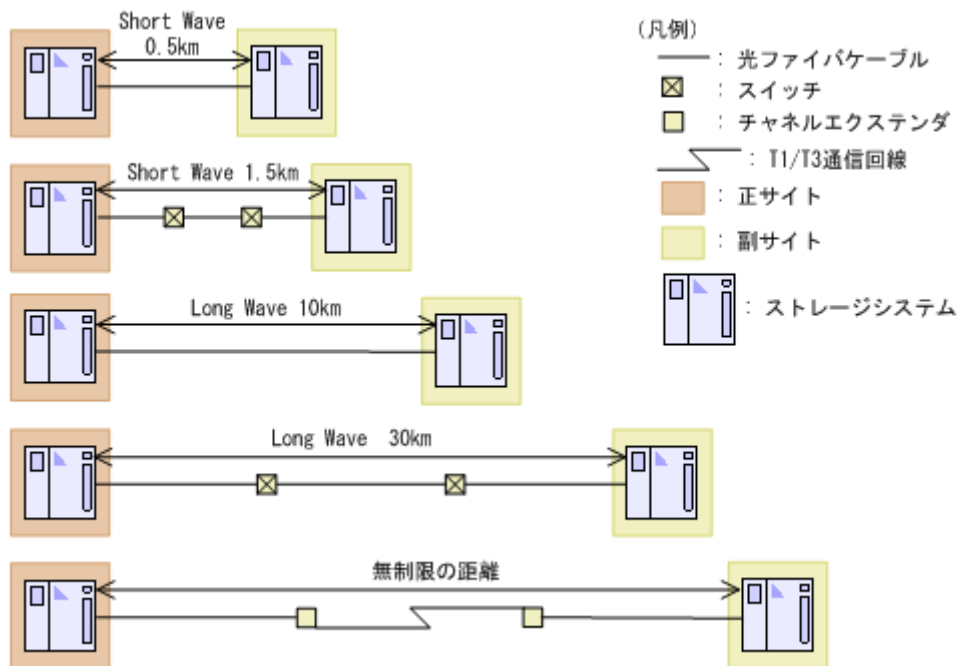 Short Wave
0.5km
Short Wave 1.5km
Long Wave 10km
Long Wave 30km
無制限の距離
(凡例)
: 光ファイバケーブル
: スイッチ
: チャネルエクステンダ
: T1/T3通信回線
: 正サイト
: 副サイト
: ストレージシステム